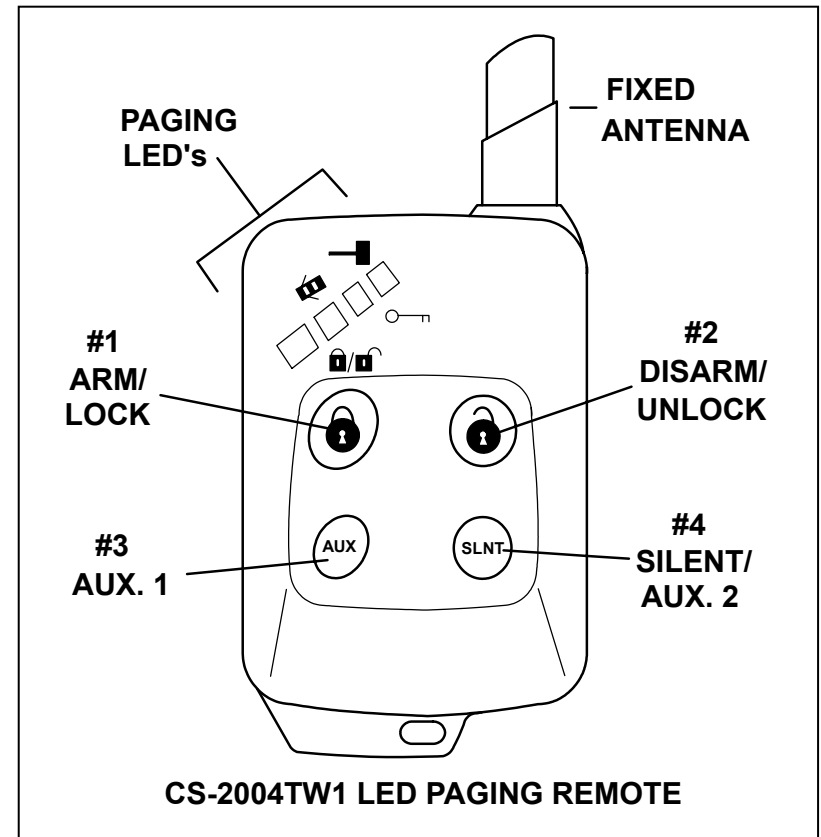 FIXED
ANTENNA
PAGING
LED's
#1
ARM/
LOCK
#2
DISARM/
UNLOCK
/
#3
AUX. 1
AUX
SLNT
#4
SILENT/
AUX. 2
CS-2004TW1 LED PAGING REMOTE